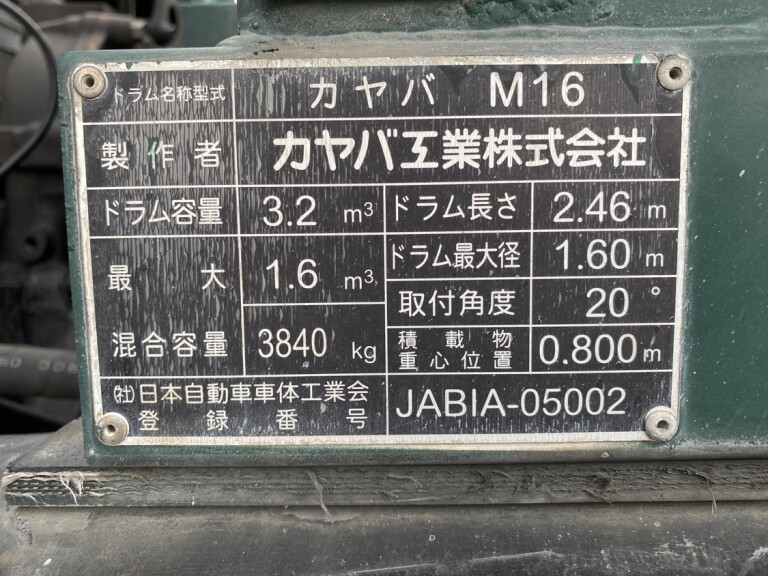 ドラム名称型式 カヤバ M16
製作者 カヤバ工業株式会社
ドラム容量 3.2 m³ ドラム長さ 2.46 m
最大混合容量 1.6 m³ ドラム最大径 1.60 m
取付角度 20°
3840 kg 積載物重心位置 0.800m
(社)日本自動車車体工業会
登録番号 JABIA-05002